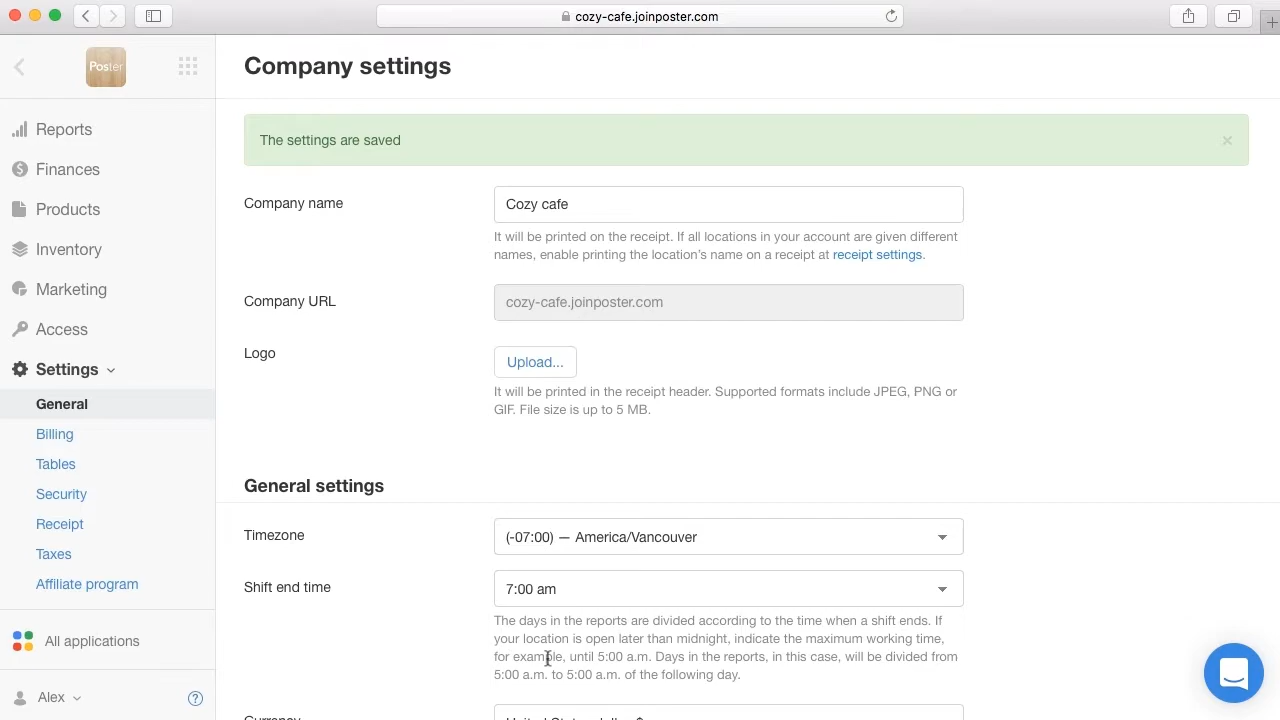 cozy-cafe.joinposter.com
Poster
Company settings
Reports
Finances
Products
Inventory
Marketing
Access
Settings
General
Billing
Tables
Security
Receipt
Taxes
Affiliate program
All applications
Alex
?
The settings are saved
×
Company name
Cozy cafe
It will be printed on the receipt. If all locations in your account are given different
names, enable printing the location's name on a receipt at receipt settings.
Company URL
cozy-cafe.joinposter.com
Logo
Upload...
It will be printed in the receipt header. Supported formats include JPEG, PNG or
GIF. File size is up to 5 MB.
General settings
Timezone
(-07:00) — America/Vancouver
Shift end time
7:00 am
The days in the reports are divided according to the time when a shift ends. If
your location is open later than midnight, indicate the maximum working time,
for example, until 5:00 a.m. Days in the reports, in this case, will be divided from
5:00 a.m. to 5:00 a.m. of the following day.
Currency